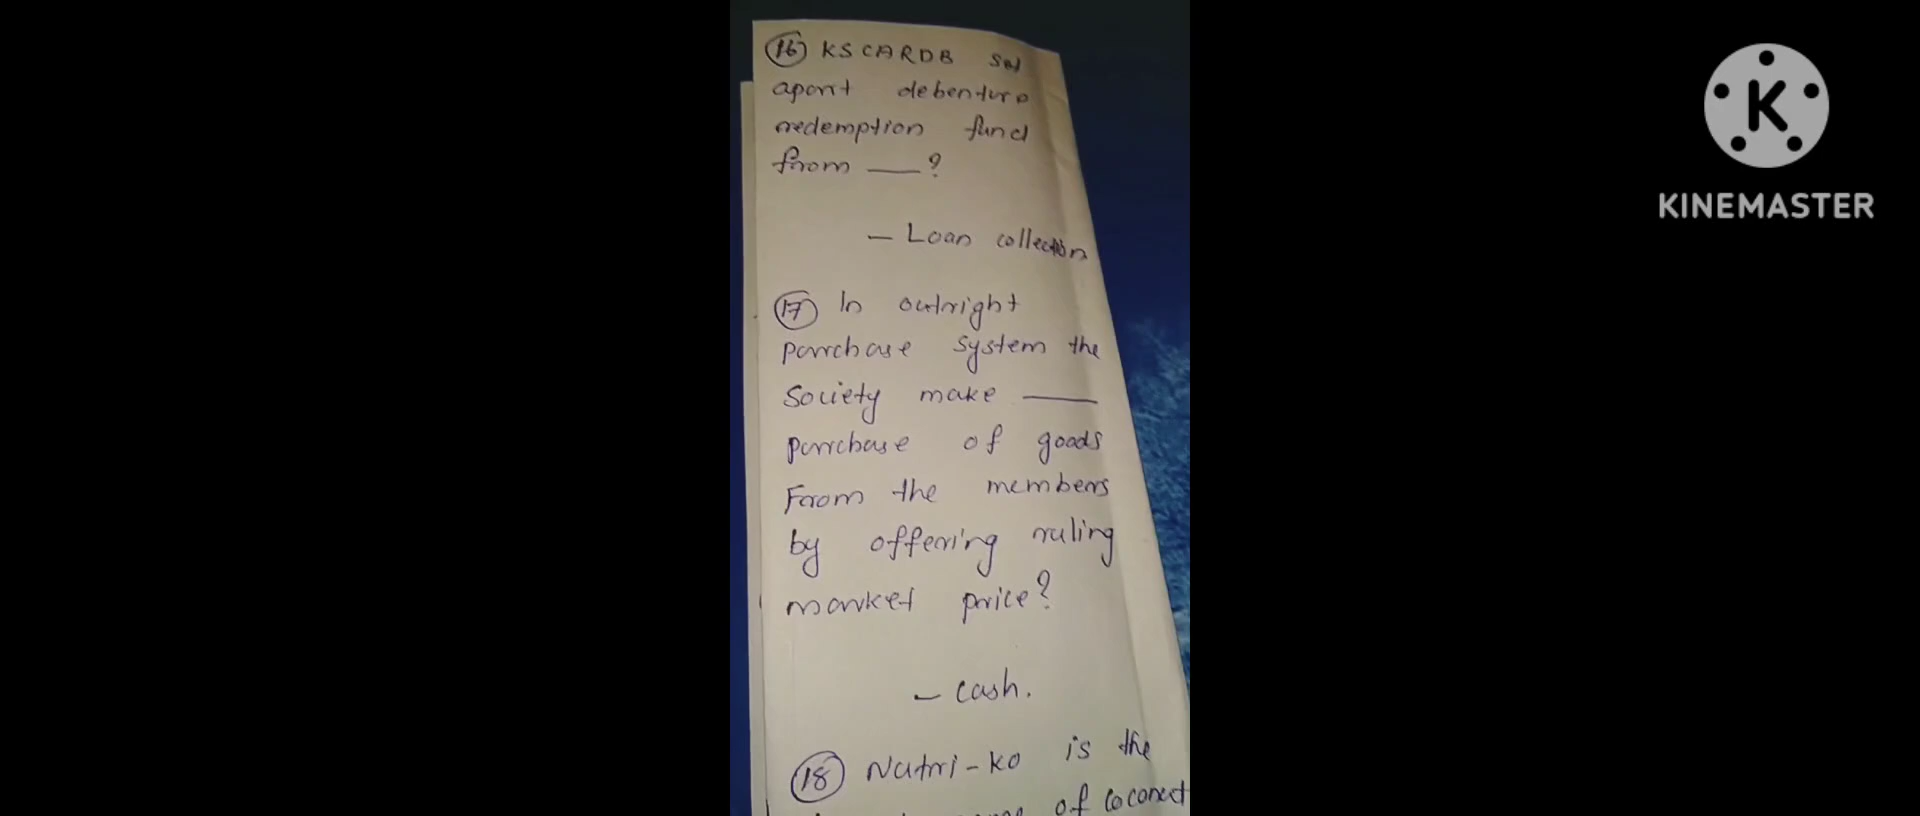 16 KSCARDB set
apart debenture
redemption fund
from ___?
- Loan collection
17 In outright
purchase system the
Society make ___
purchase of goods
From the members
by offering ruling
market price?
- cash.
18 Nutri-ko is the
of coconut
K
KINEMASTER